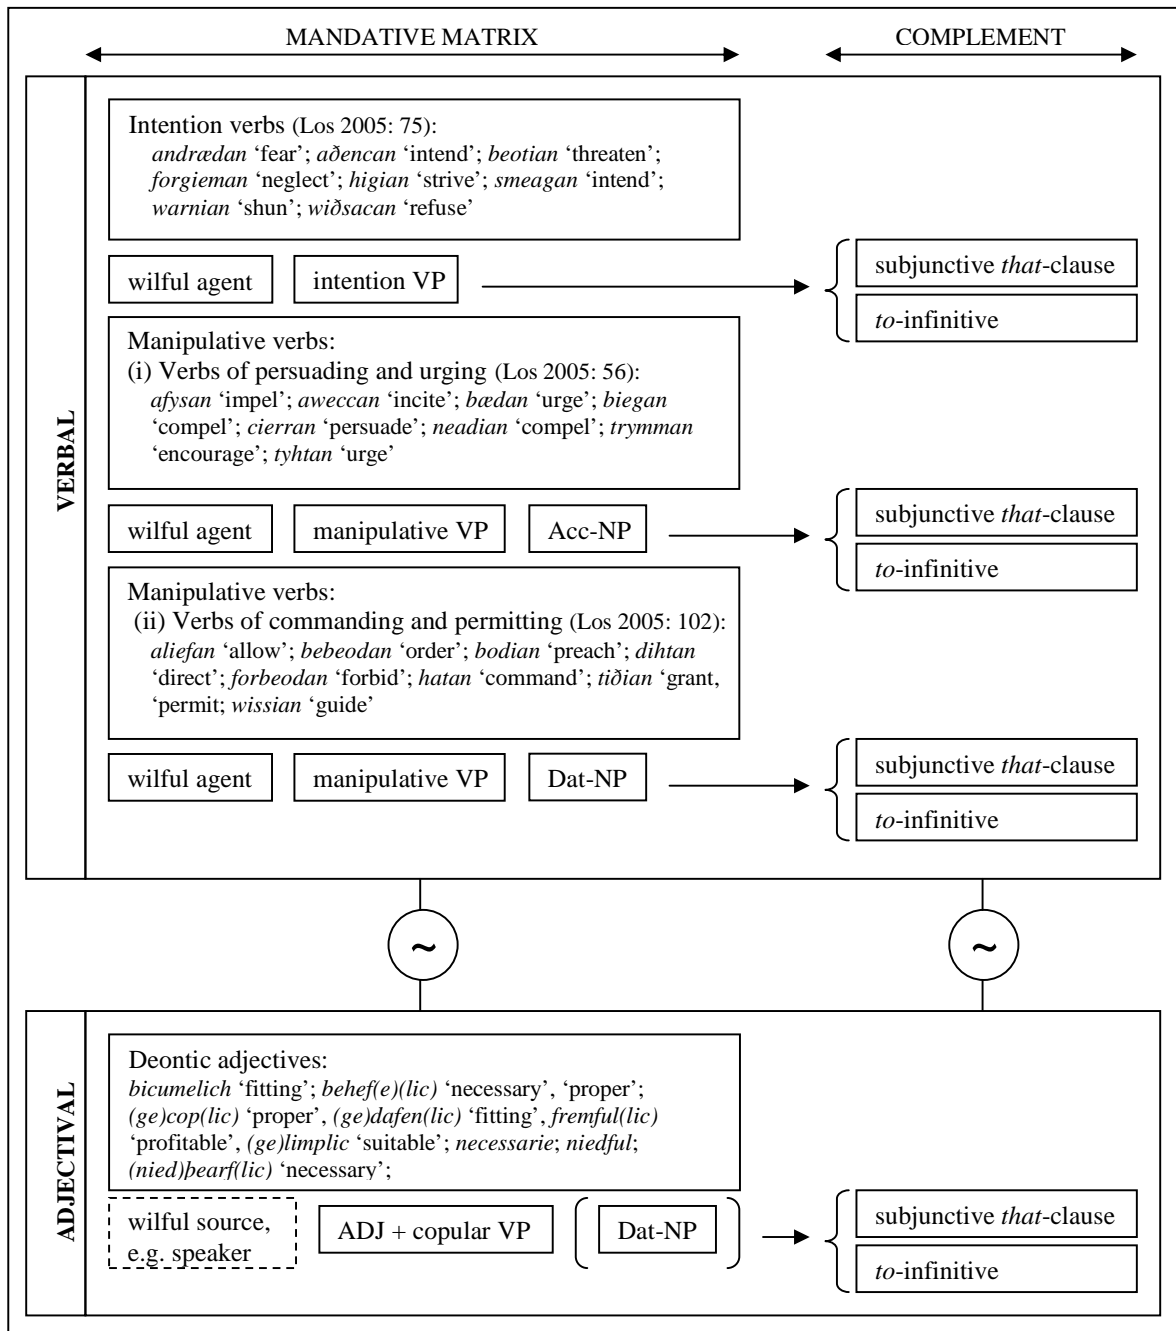 MANDATIVE MATRIX
COMPLEMENT
VERBAL
Intention verbs (Los 2005: 75):
andrædan ‘fear’; aðencan ‘intend’; beotian ‘threaten’;
forgieman ‘neglect’; higian ‘strive’; smeagan ‘intend’;
warnian ‘shun’; wiðsacan ‘refuse’
wilful agent
intention VP
subjunctive that-clause
to-infinitive
Manipulative verbs:
(i) Verbs of persuading and urging (Los 2005: 56):
afysan ‘impel’; aweccan ‘incite’; bædan ‘urge’; biegan
‘compel’; cierran ‘persuade’; neadian ‘compel’; trymman
‘encourage’; tyhtan ‘urge’
wilful agent
manipulative VP
Acc-NP
subjunctive that-clause
to-infinitive
Manipulative verbs:
(ii) Verbs of commanding and permitting (Los 2005: 102):
aliefan ‘allow’; bebeodan ‘order’; bodian ‘preach’; dihtan
‘direct’; forbeodan ‘forbid’; hatan ‘command’; tiðian ‘grant,
‘permit; wissian ‘guide’
wilful agent
manipulative VP
Dat-NP
subjunctive that-clause
to-infinitive
~
~
ADJECTIVAL
Deontic adjectives:
bicumelich ‘fitting’; behef(e)(lic) ‘necessary’, ‘proper’;
(ge)cop(lic) ‘proper’, (ge)dafen(lic) ‘fitting’, fremful(lic)
‘profitable’, (ge)limplic ‘suitable’; necessarie; niedful;
(nied)þearf(lic) ‘necessary’;
wilful source,
e.g. speaker
ADJ + copular VP
Dat-NP
subjunctive that-clause
to-infinitive